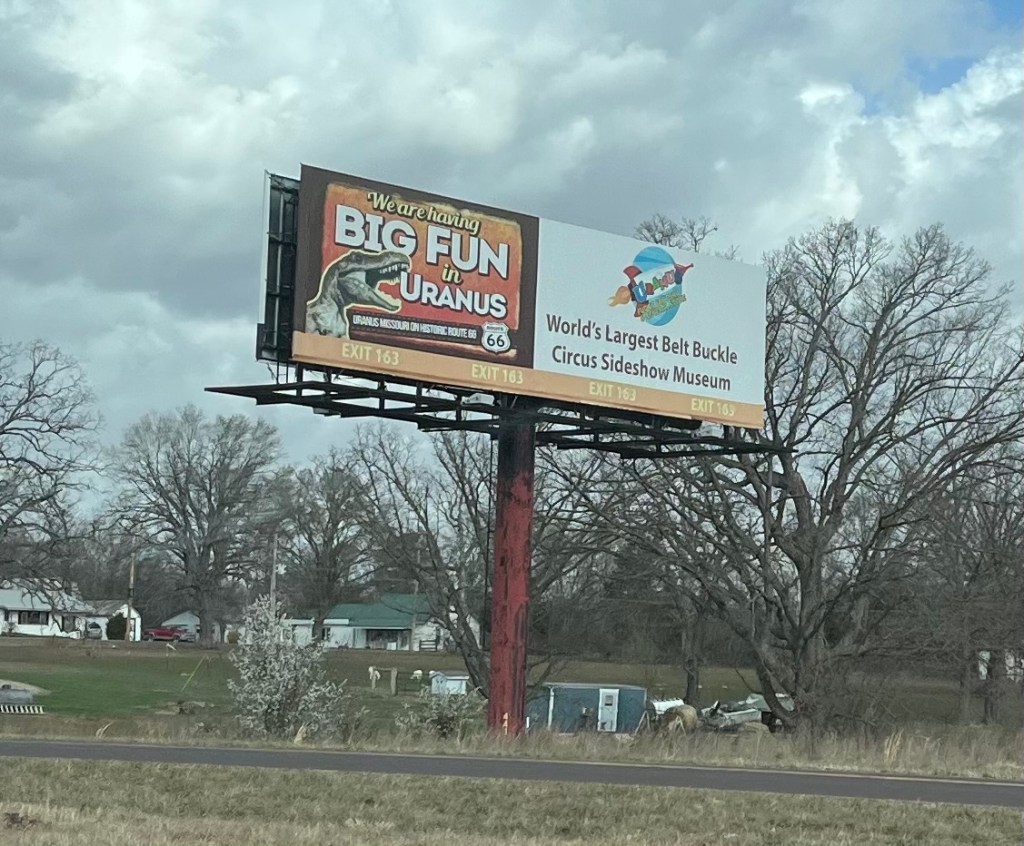 We are having
BIG FUN
in
URANUS
URANUS MISSOURI ON HISTORIC ROUTE 66
66
World's Largest Belt Buckle
Circus Sideshow Museum
EXIT 163
EXIT 163
EXIT 163
EXIT 163